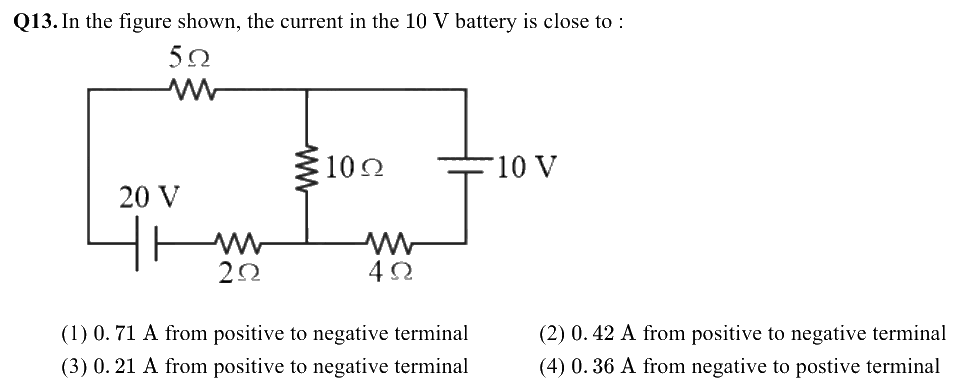 Q13. In the figure shown, the current in the 10 V battery is close to :
5Ω
10Ω
10 V
20 V
2Ω
4Ω
(1) 0. 71 A from positive to negative terminal
(2) 0. 42 A from positive to negative terminal
(3) 0. 21 A from positive to negative terminal
(4) 0. 36 A from negative to postive terminal